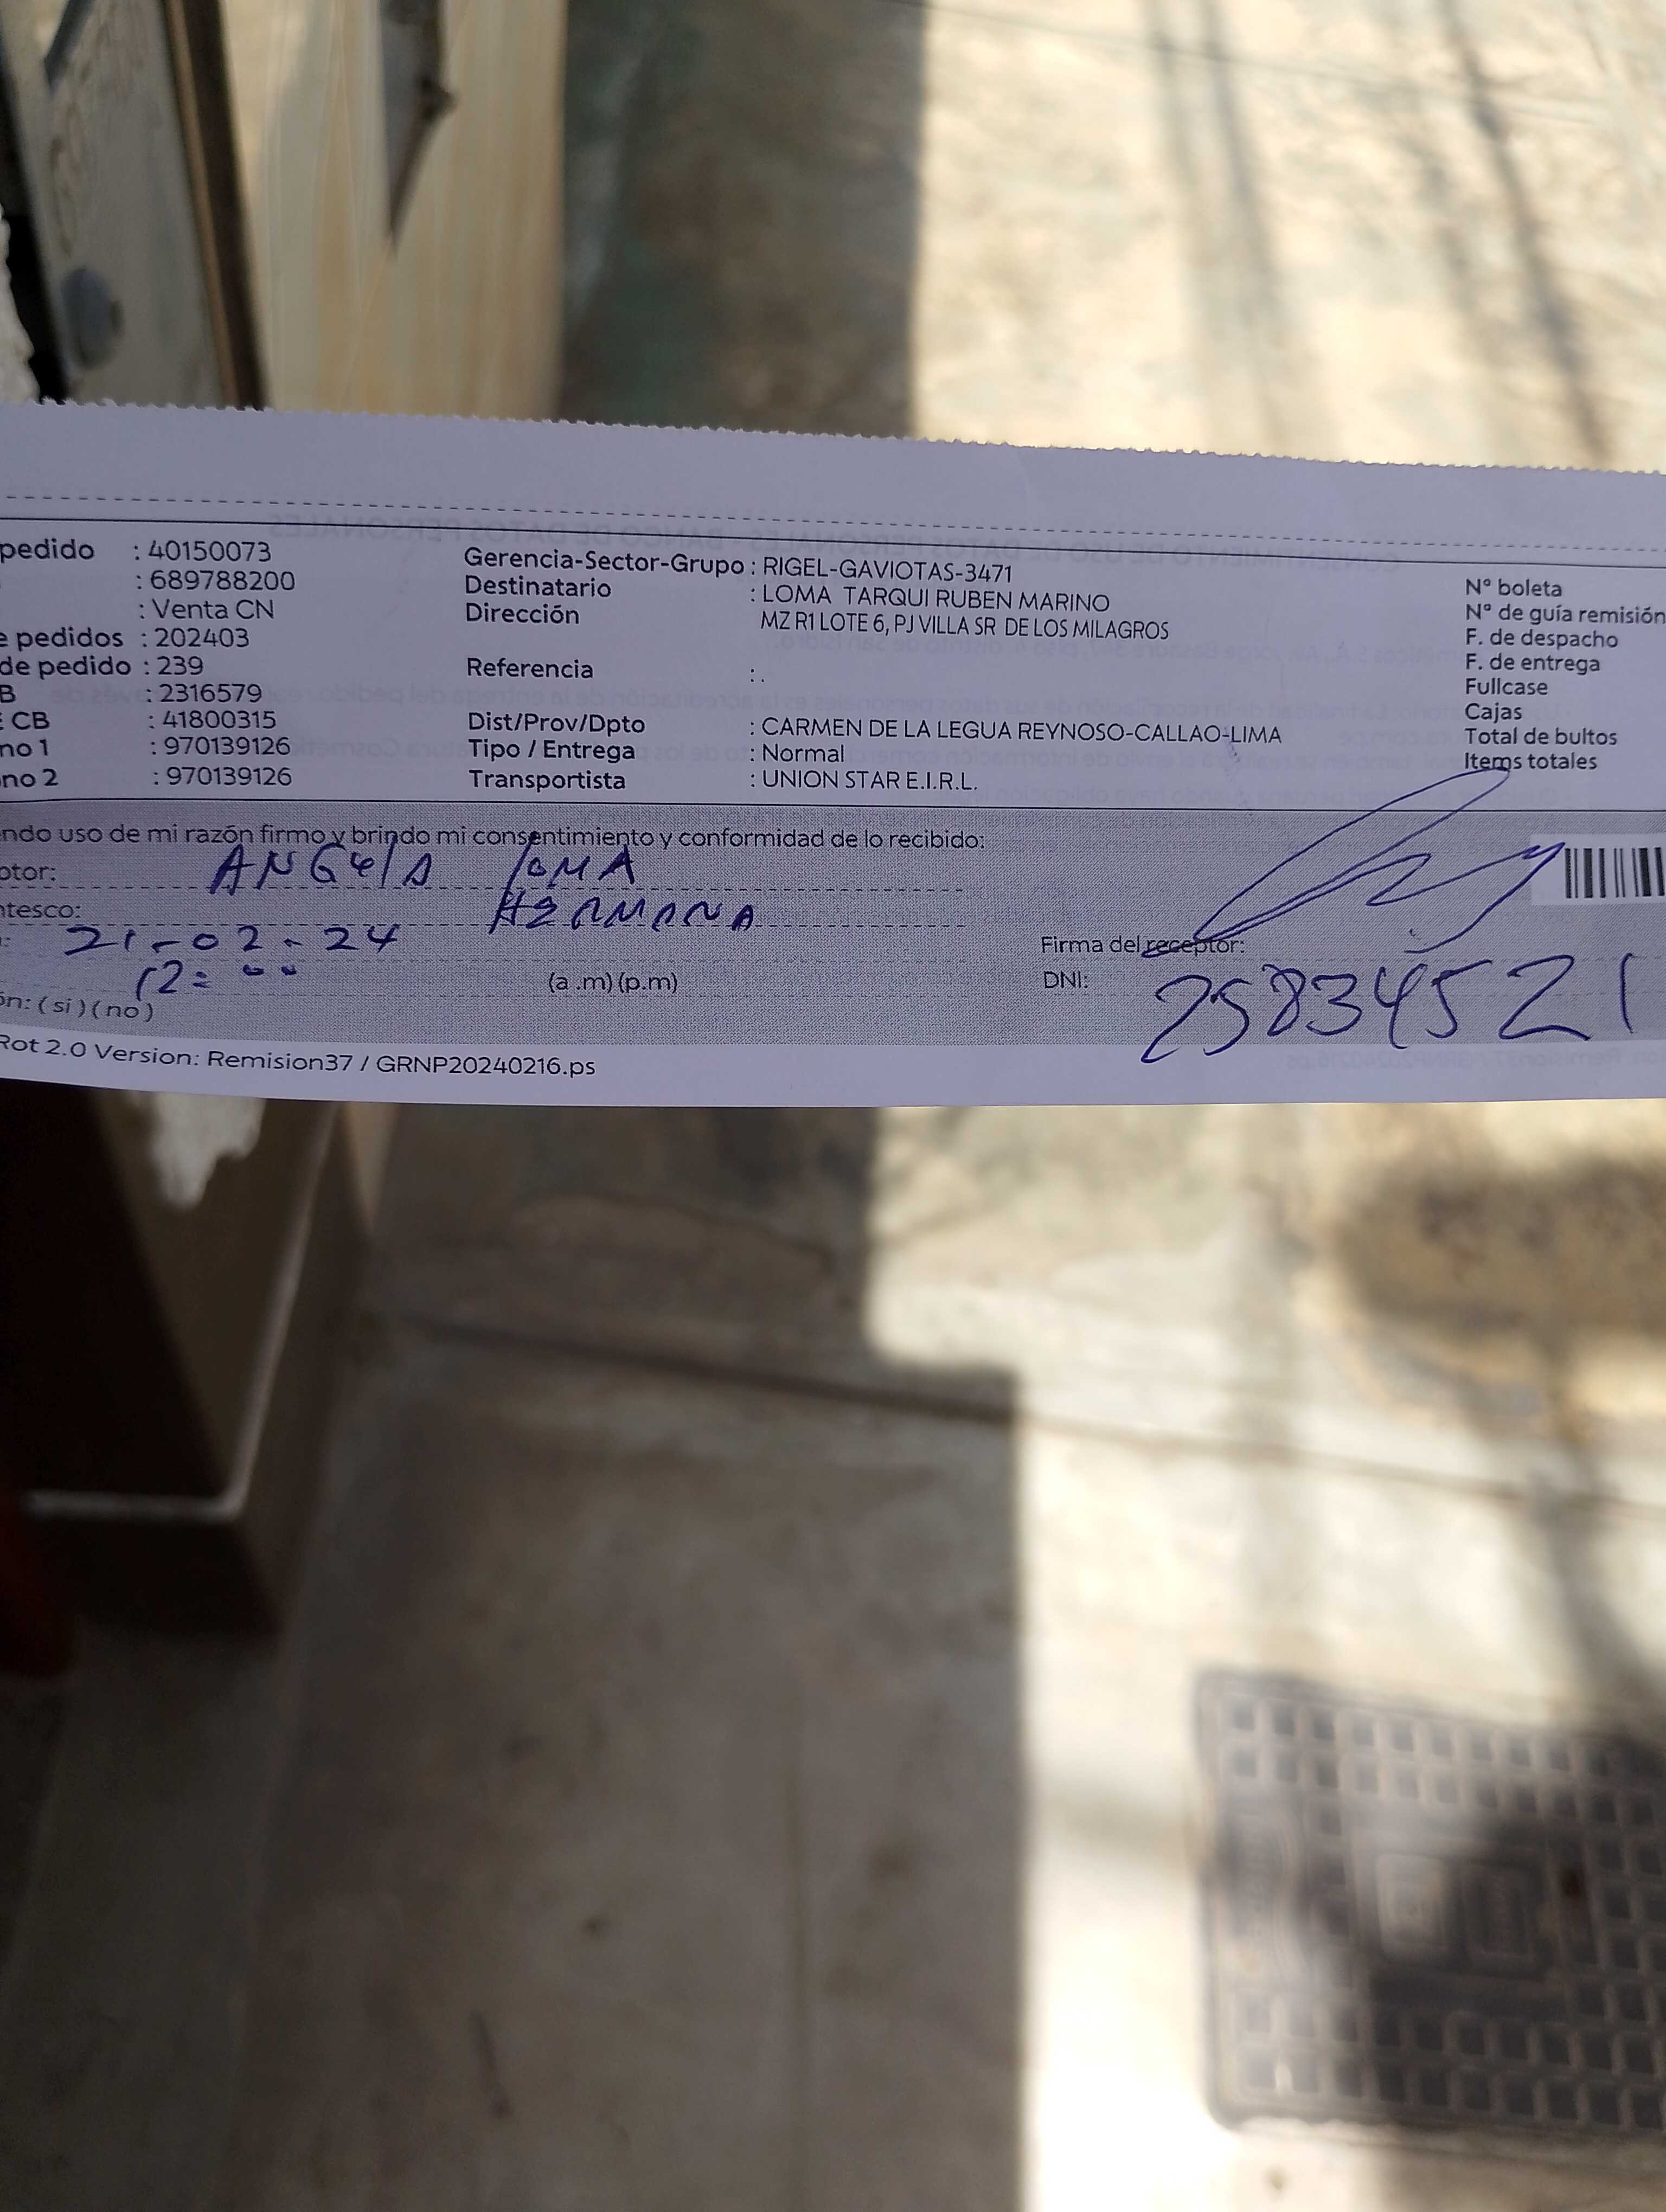 pedido : 40150073
: 689788200
: Venta CN
e pedidos : 202403
de pedido : 239
B : 2316579
E CB : 41800315
no 1 : 970139126
no 2 : 970139126
Gerencia-Sector-Grupo : RIGEL-GAVIOTAS-3471
Destinatario : LOMA TARQUI RUBEN MARINO
Dirección MZ R1 LOTE 6, PJ VILLA SR DE LOS MILAGROS
Referencia : .
Dist/Prov/Dpto : CARMEN DE LA LEGUA REYNOSO-CALLAO-LIMA
Tipo / Entrega : Normal
Transportista : UNION STAR E.I.R.L.
N° boleta
N° de guía remisión
F. de despacho
F. de entrega
Fullcase
Cajas
Total de bultos
Items totales
ndo uso de mi razón firmo y brindo mi consentimiento y conformidad de lo recibido:
ptor: ANGELA LOMA
ntesco: HERMANA
: 21-02-24
12:00 (a .m) (p.m)
ón: ( si ) ( no )
Firma del receptor:
DNI: 25834521
Rot 2.0 Version: Remision37 / GRNP20240216.ps